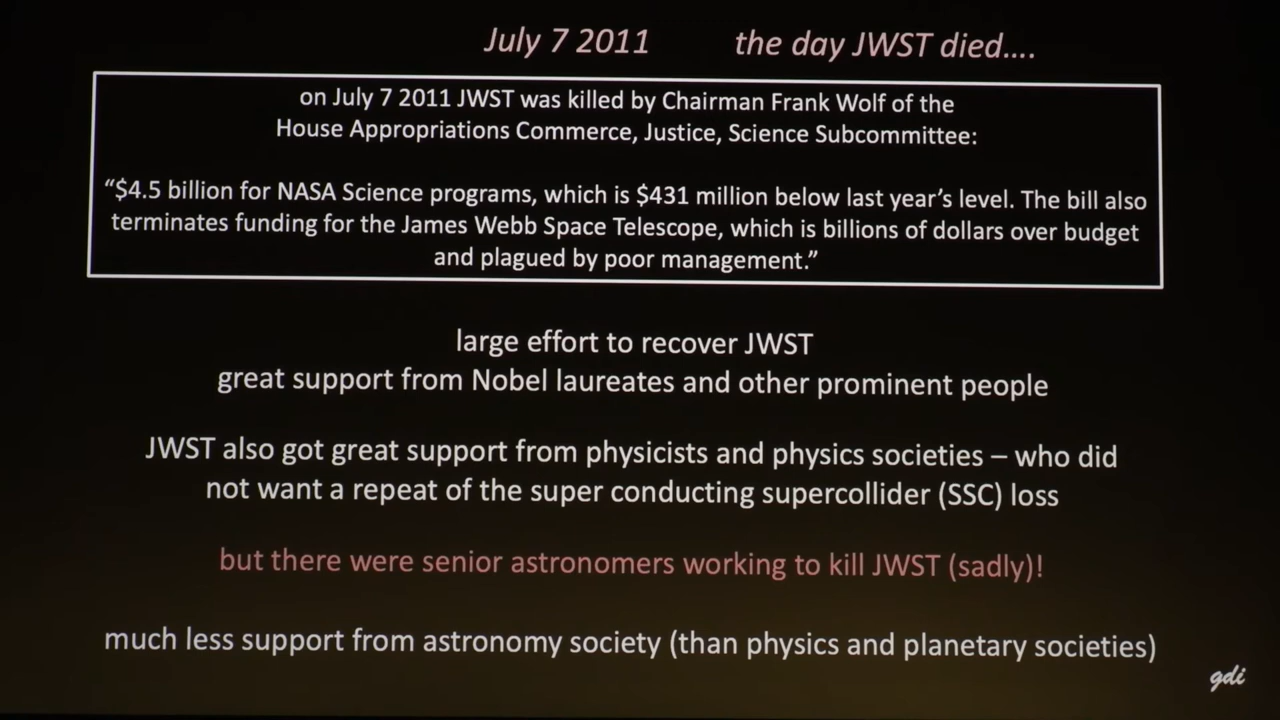 July 7 2011 the day JWST died....
on July 7 2011 JWST was killed by Chairman Frank Wolf of the
House Appropriations Commerce, Justice, Science Subcommittee:
“$4.5 billion for NASA Science programs, which is $431 million below last year’s level. The bill also
terminates funding for the James Webb Space Telescope, which is billions of dollars over budget
and plagued by poor management.”
large effort to recover JWST
great support from Nobel laureates and other prominent people
JWST also got great support from physicists and physics societies – who did
not want a repeat of the super conducting supercollider (SSC) loss
but there were senior astronomers working to kill JWST (sadly)!
much less support from astronomy society (than physics and planetary societies)
gdi